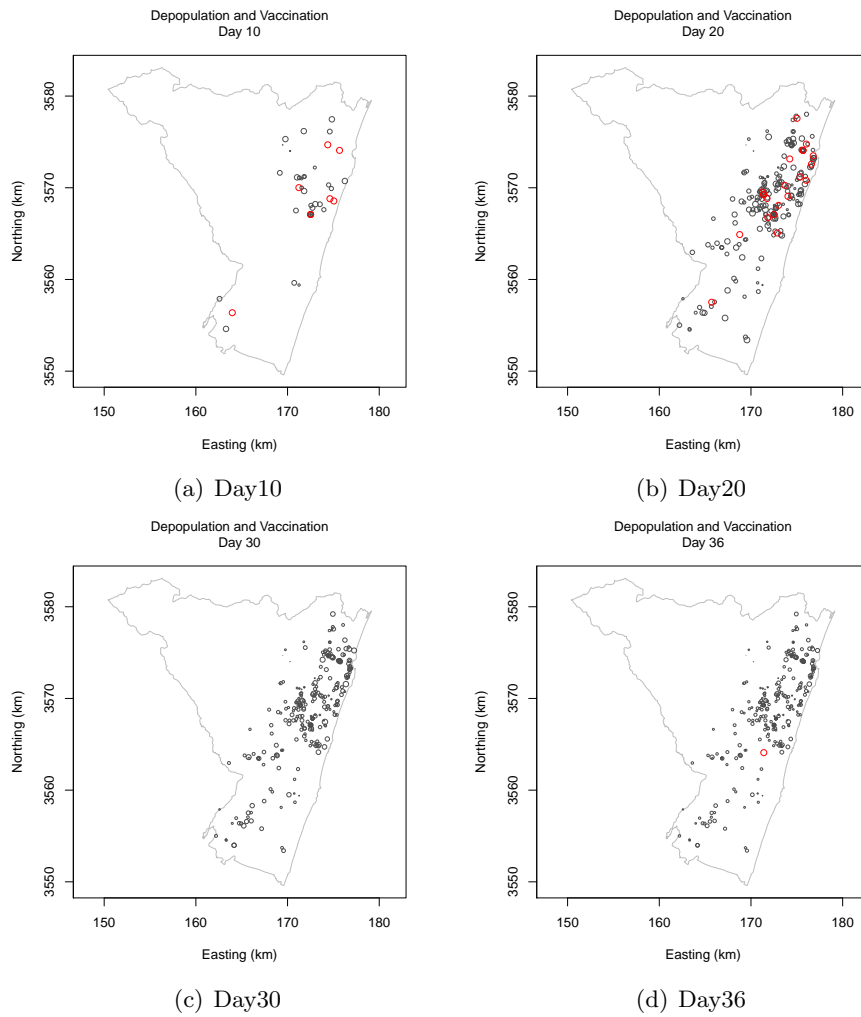 Depopulation and Vaccination
Day 10
3580
3570
3560
3550
Northing (km)
150 160 170 180
Easting (km)
(a) Day10
Depopulation and Vaccination
Day 20
3580
3570
3560
3550
Northing (km)
150 160 170 180
Easting (km)
(b) Day20
Depopulation and Vaccination
Day 30
3580
3570
3560
3550
Northing (km)
150 160 170 180
Easting (km)
(c) Day30
Depopulation and Vaccination
Day 36
3580
3570
3560
3550
Northing (km)
150 160 170 180
Easting (km)
(d) Day36